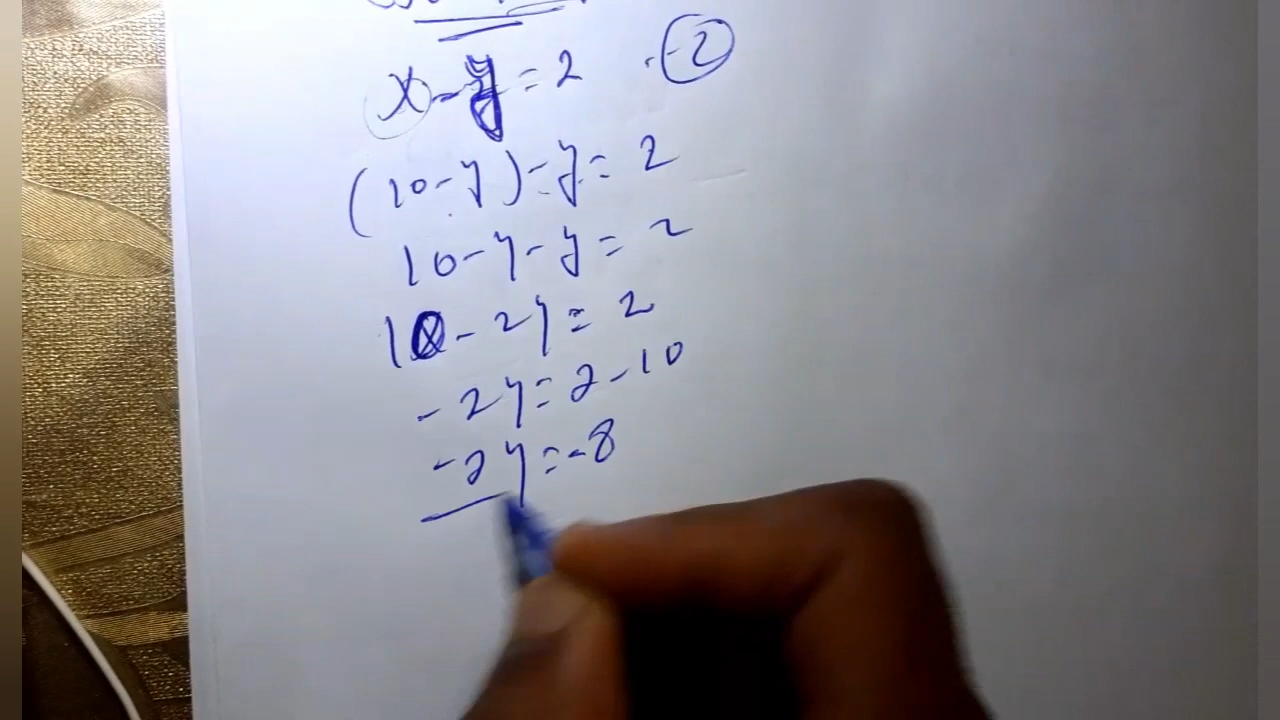 x - y = 2 .-(2)
(10 - y) - y = 2
10 - y - y = 2
10 - 2y = 2
- 2y = 2 - 10
- 2y = - 8